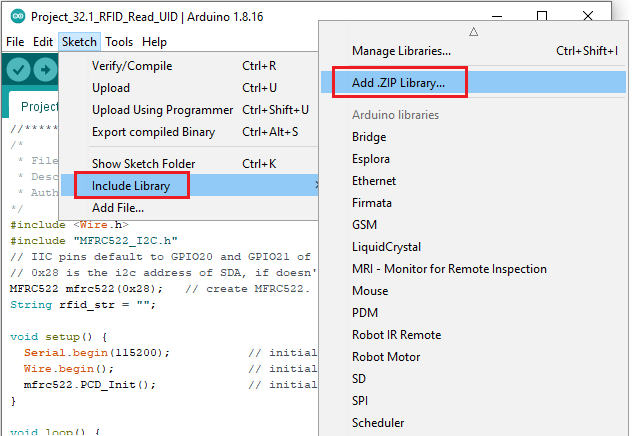 Project_32.1_RFID_Read_UID | Arduino 1.8.16
File Edit Sketch Tools Help
Verify/Compile Ctrl+R
Upload Ctrl+U
Upload Using Programmer Ctrl+Shift+U
Export compiled Binary Ctrl+Alt+S
Show Sketch Folder Ctrl+K
Include Library
Add File...
Manage Libraries... Ctrl+Shift+I
Add .ZIP Library...
Arduino libraries
Bridge
Esplora
Ethernet
Firmata
GSM
LiquidCrystal
MRI - Monitor for Remote Inspection
Mouse
PDM
Robot IR Remote
Robot Motor
SD
SPI
Scheduler
Project
//****
/*
* File
* Desc
* Auth
*/
#include <Wire.h>
#include "MFRC522_I2C.h"
// IIC pins default to GPIO20 and GPIO21 of
// 0x28 is the i2c address of SDA, if doesn'
MFRC522 mfrc522(0x28); // create MFRC522.
String rfid_str = "";
void setup() {
Serial.begin(115200); // initial
Wire.begin(); // initial
mfrc522.PCD_Init(); // initial
}
void loop() {